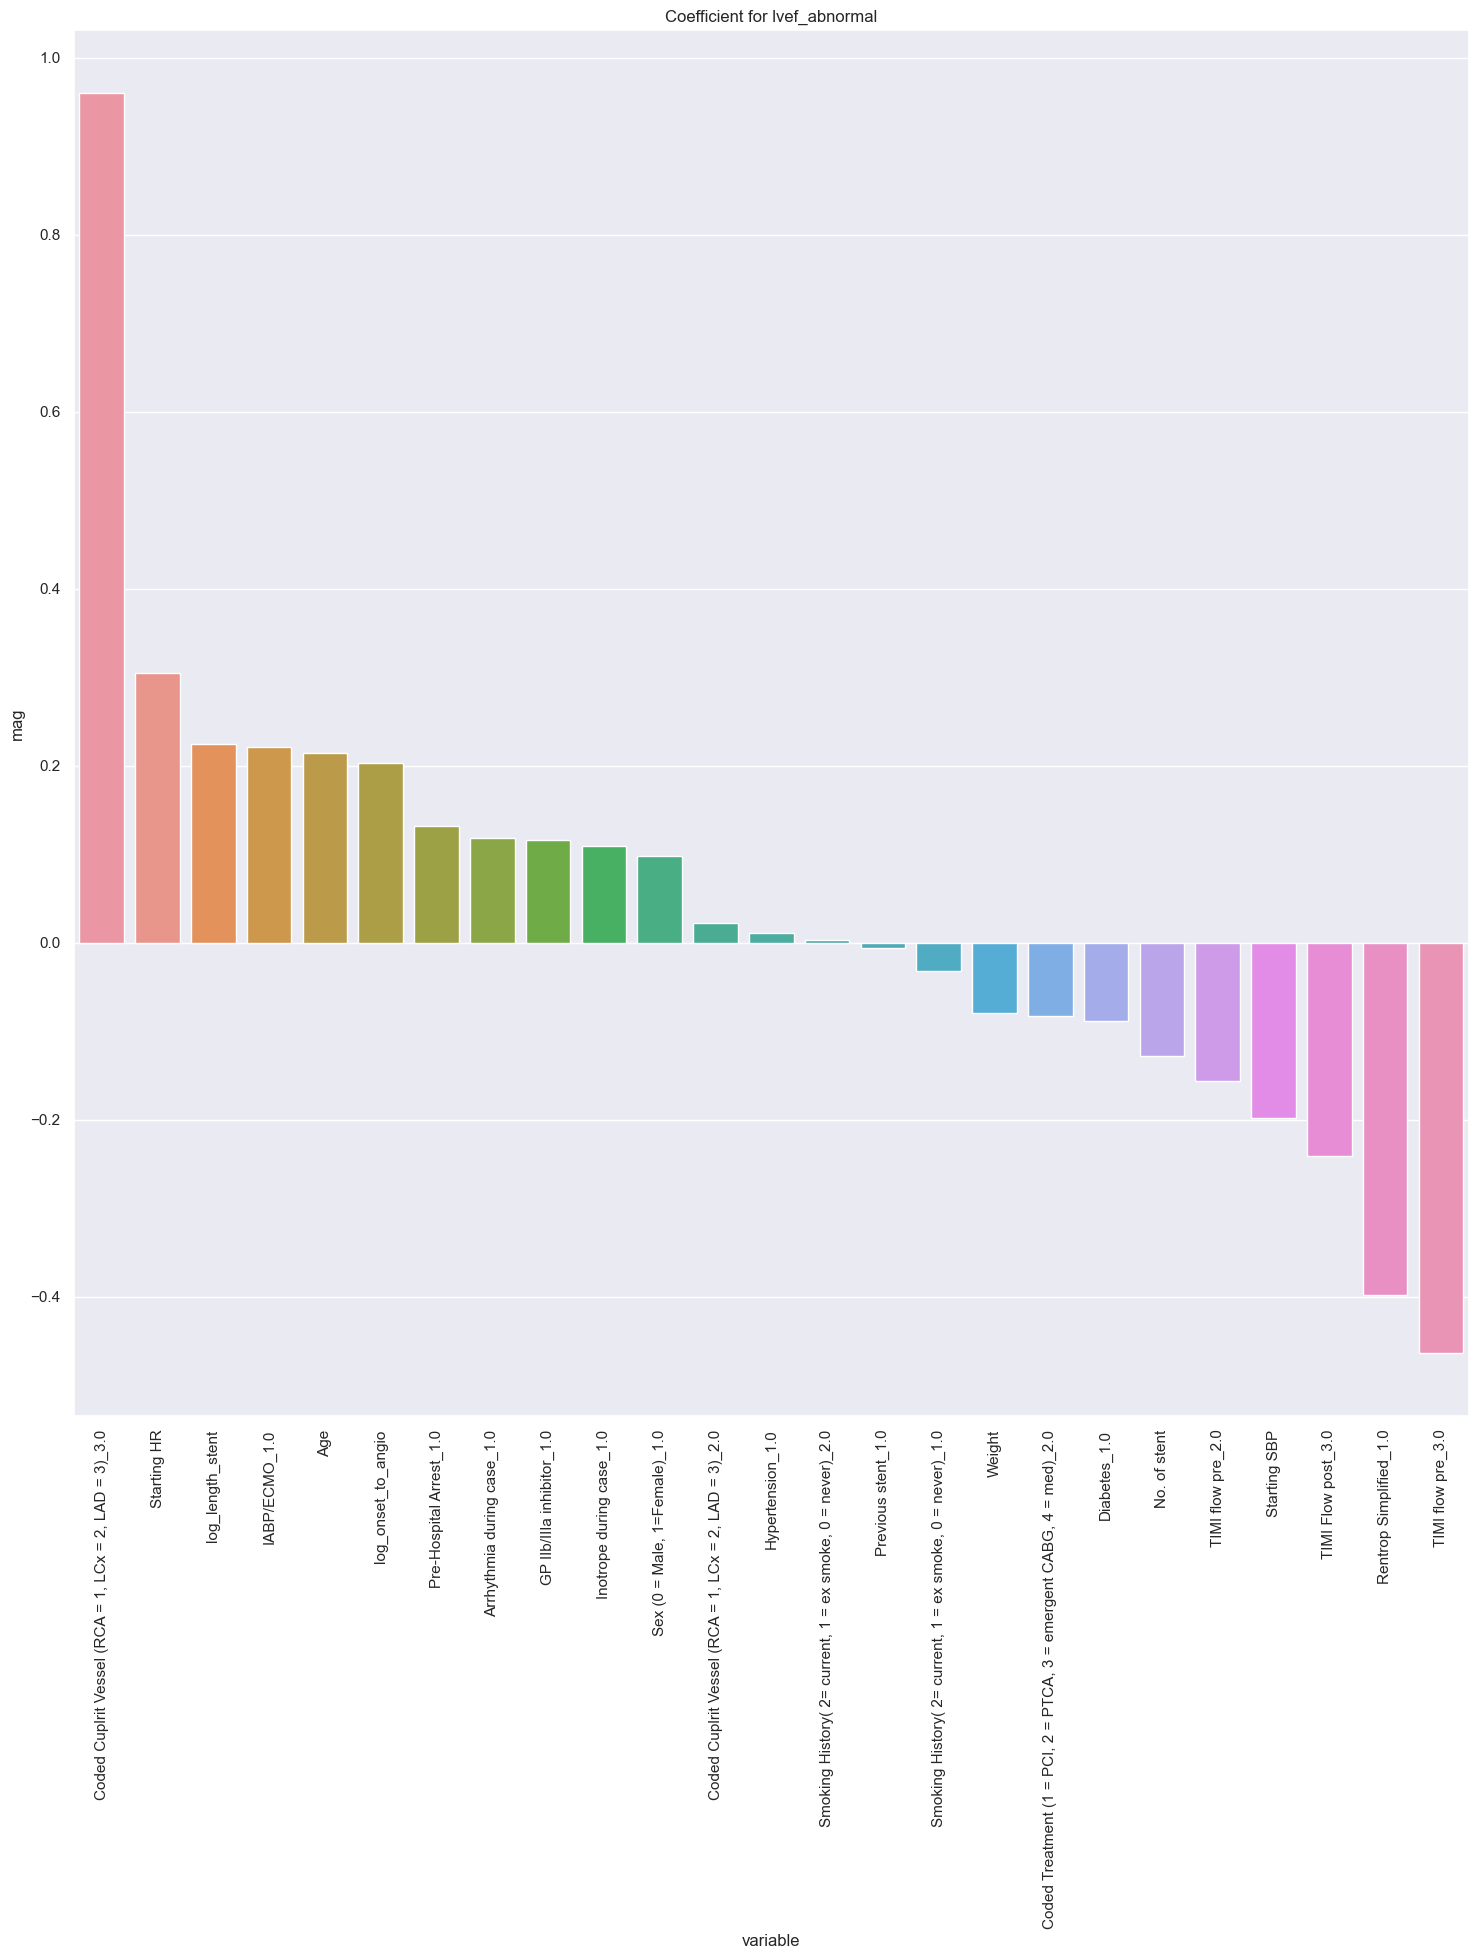 Coefficient for lvef_abnormal
1.0
0.8
0.6
0.4
0.2
0.0
−0.2
−0.4
mag
Coded Cuplrit Vessel (RCA = 1, LCx = 2, LAD = 3)_3.0
Starting HR
log_length_stent
IABP/ECMO_1.0
Age
log_onset_to_angio
Pre-Hospital Arrest_1.0
Arrhythmia during case_1.0
GP IIb/IIIa inhibitor_1.0
Inotrope during case_1.0
Sex (0 = Male, 1=Female)_1.0
Coded Cuplrit Vessel (RCA = 1, LCx = 2, LAD = 3)_2.0
Hypertension_1.0
Smoking History( 2= current, 1 = ex smoke, 0 = never)_2.0
Previous stent_1.0
Smoking History( 2= current, 1 = ex smoke, 0 = never)_1.0
Weight
Coded Treatment (1 = PCI, 2 = PTCA, 3 = emergent CABG, 4 = med)_2.0
Diabetes_1.0
No. of stent
TIMI flow pre_2.0
Starting SBP
TIMI Flow post_3.0
Rentrop Simplified_1.0
TIMI flow pre_3.0
variable